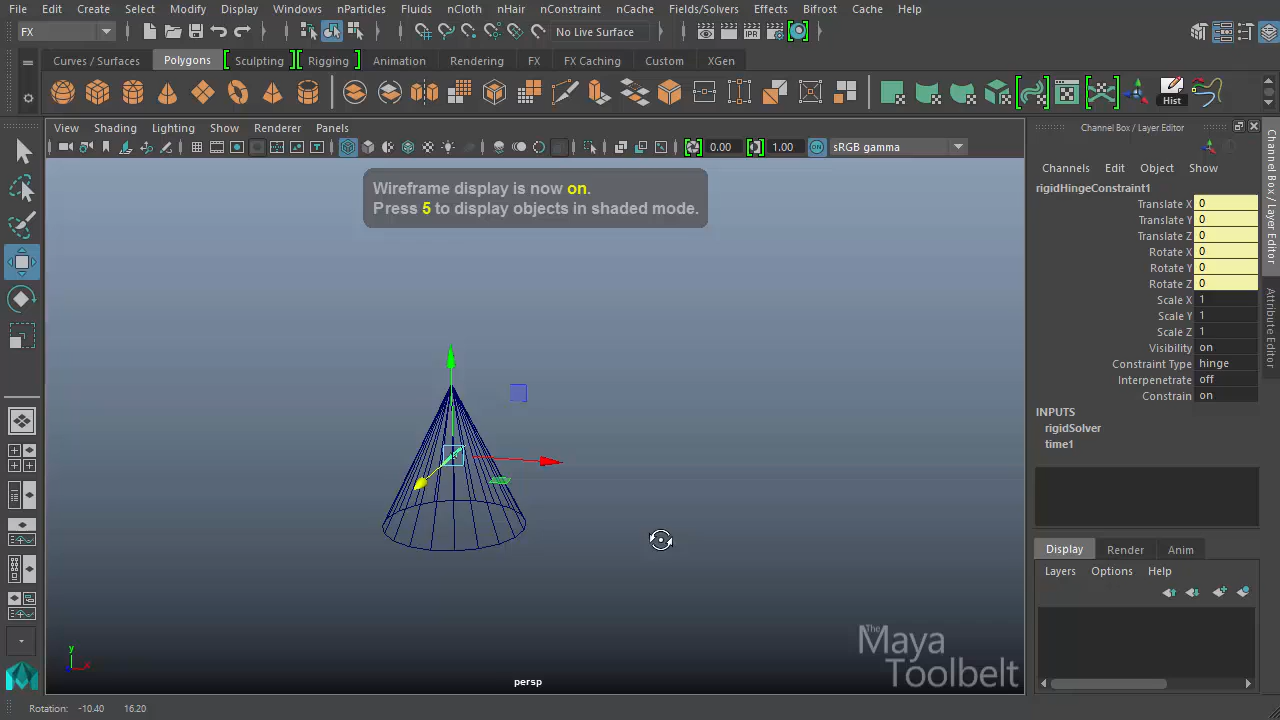 File Edit Create Select Modify Display Windows nParticles Fluids nCloth nHair nConstraint nCache Fields/Solvers Effects Bifrost Cache Help
FX No Live Surface
Curves / Surfaces Polygons Sculpting Rigging Animation Rendering FX FX Caching Custom XGen
Hist
View Shading Lighting Show Renderer Panels
0.00 1.00 ON sRGB gamma
Wireframe display is now on.
Press 5 to display objects in shaded mode.
Channel Box / Layer Editor
Channels Edit Object Show
rigidHingeConstraint1
Translate X 0
Translate Y 0
Translate Z 0
Rotate X 0
Rotate Y 0
Rotate Z 0
Scale X 1
Scale Y 1
Scale Z 1
Visibility on
Constraint Type hinge
Interpenetrate off
Constrain on
INPUTS
rigidSolver
time1
Display Render Anim
Layers Options Help
Channel Box / Layer Editor
Attribute Editor
y
x
persp
The Maya
Toolbelt
Rotation: -10.40 16.20